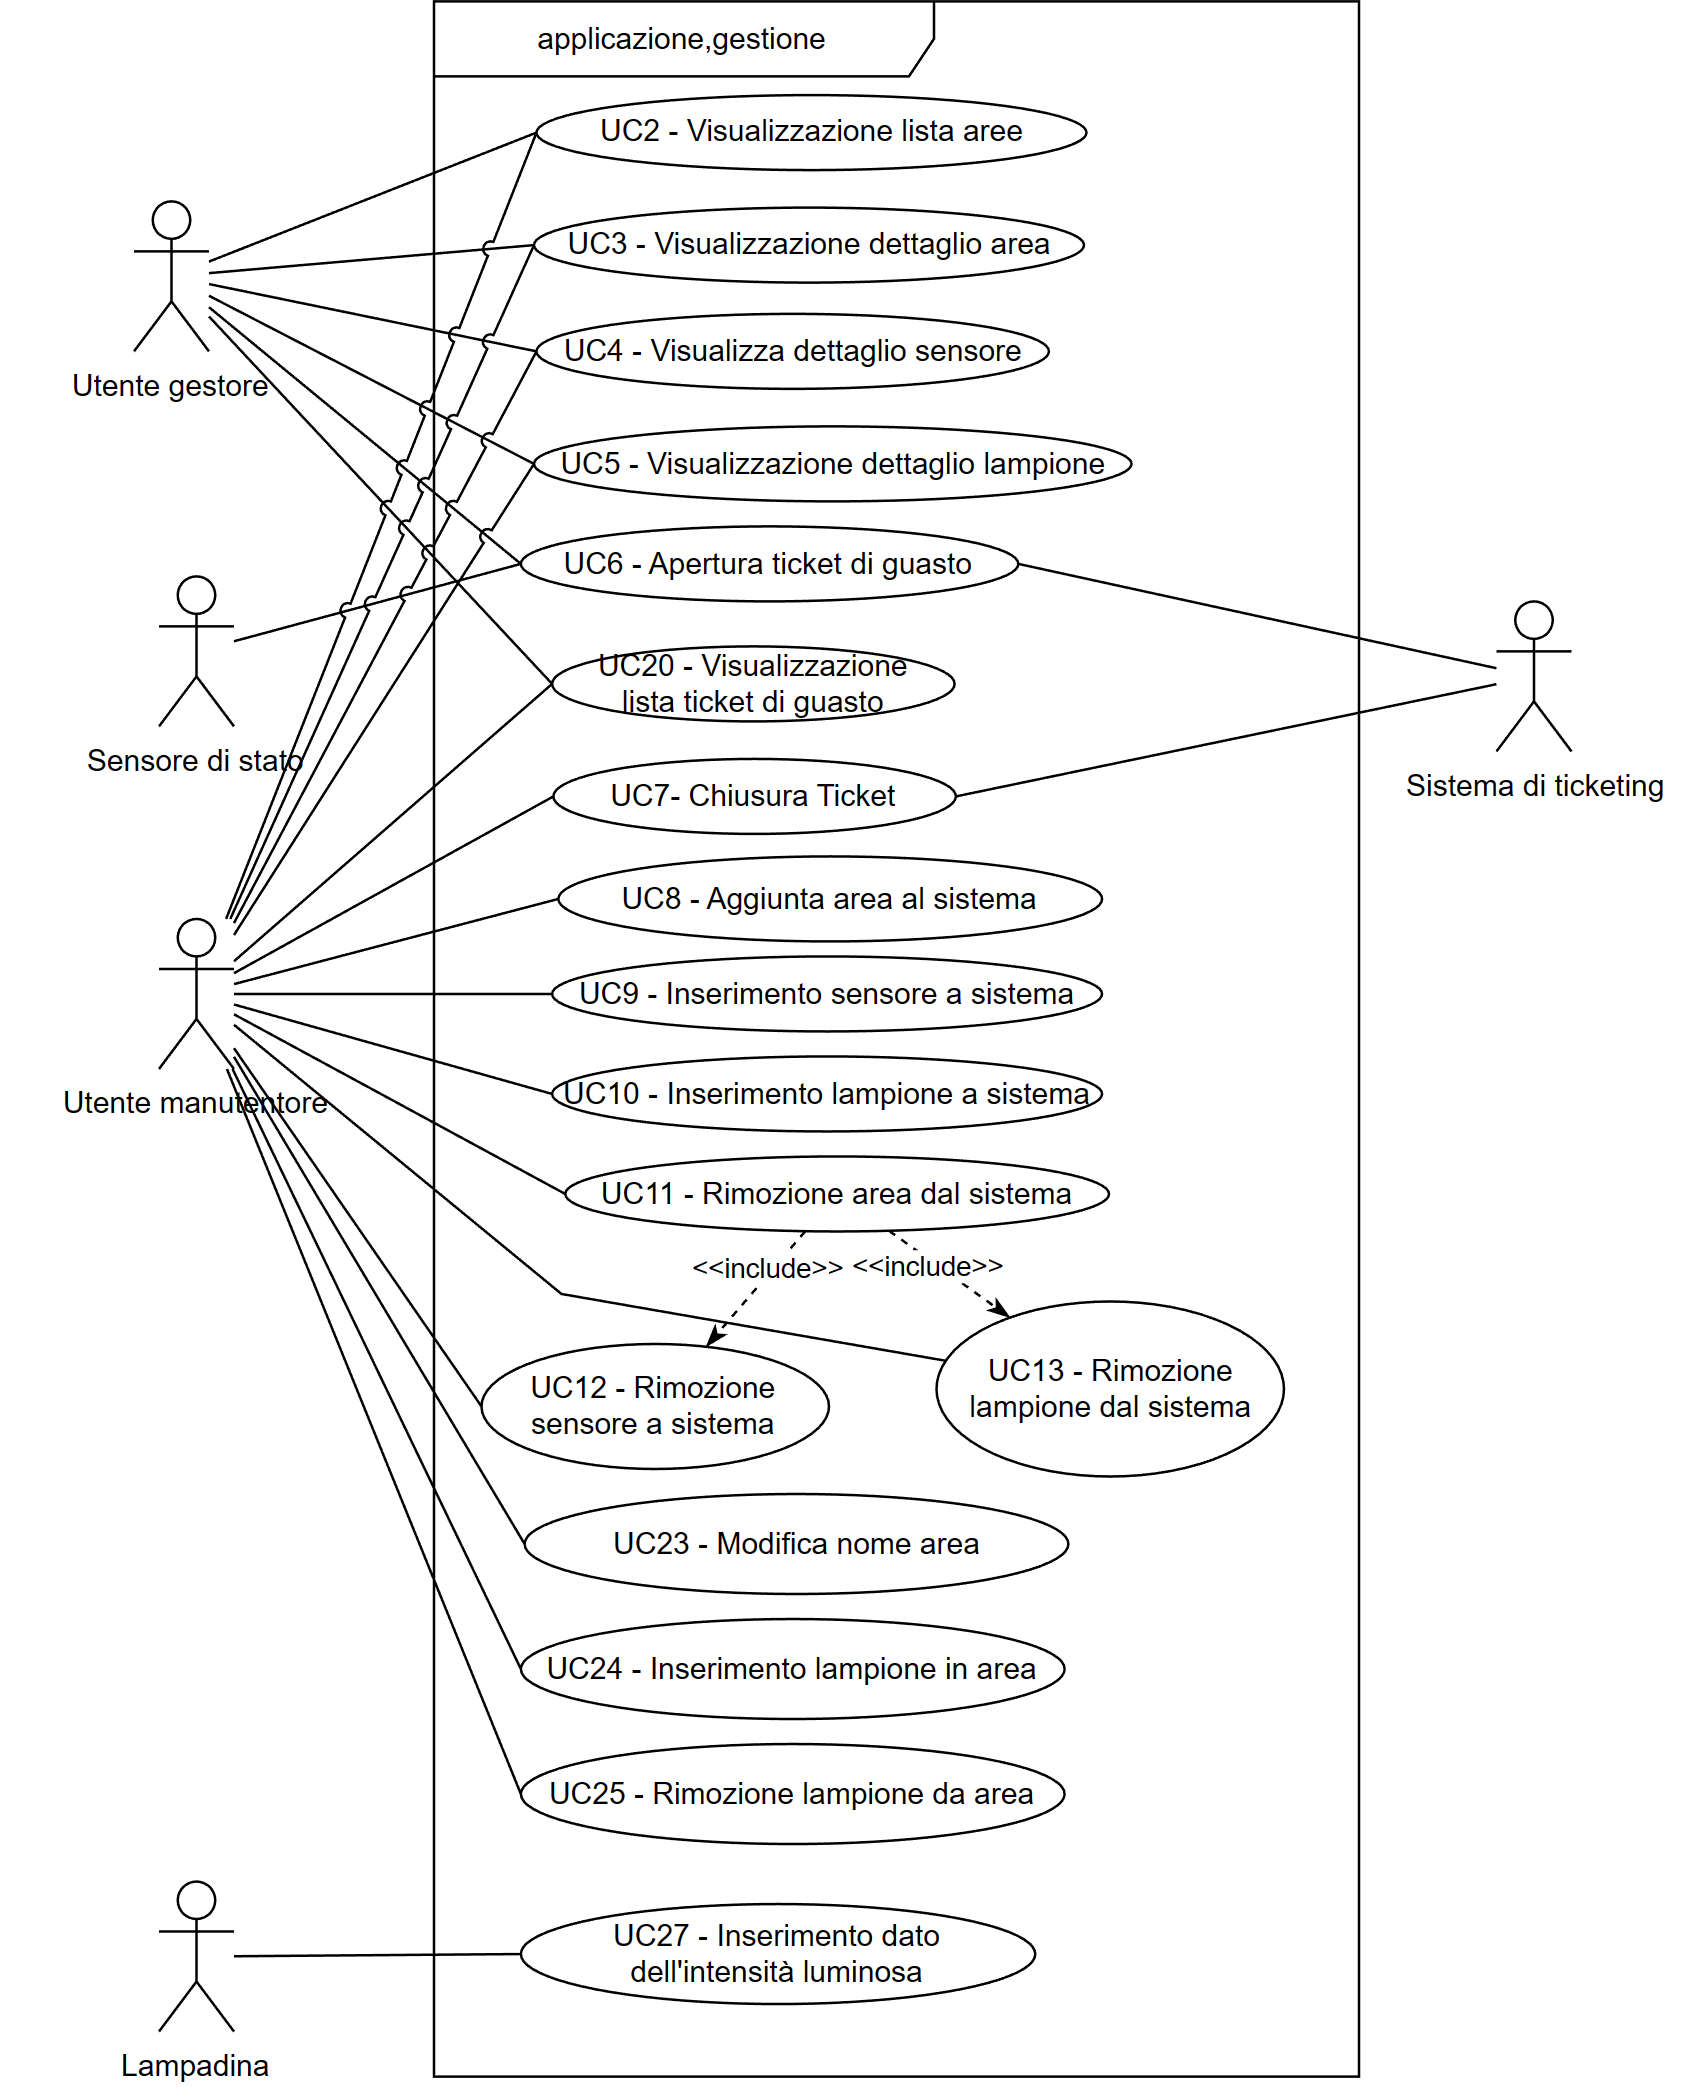 applicazione,gestione
UC2 - Visualizzazione lista aree
UC3 - Visualizzazione dettaglio area
UC4 - Visualizza dettaglio sensore
Utente gestore
UC5 - Visualizzazione dettaglio lampione
UC6 - Apertura ticket di guasto
UC20 - Visualizzazione
lista ticket di guasto
Sensore di stato
Sistema di ticketing
UC7- Chiusura Ticket
UC8 - Aggiunta area al sistema
UC9 - Inserimento sensore a sistema
UC10 - Inserimento lampione a sistema
Utente manutentore
UC11 - Rimozione area dal sistema
<<include>>
<<include>>
UC12 - Rimozione
sensore a sistema
UC13 - Rimozione
lampione dal sistema
UC23 - Modifica nome area
UC24 - Inserimento lampione in area
UC25 - Rimozione lampione da area
UC27 - Inserimento dato
dell'intensità luminosa
Lampadina